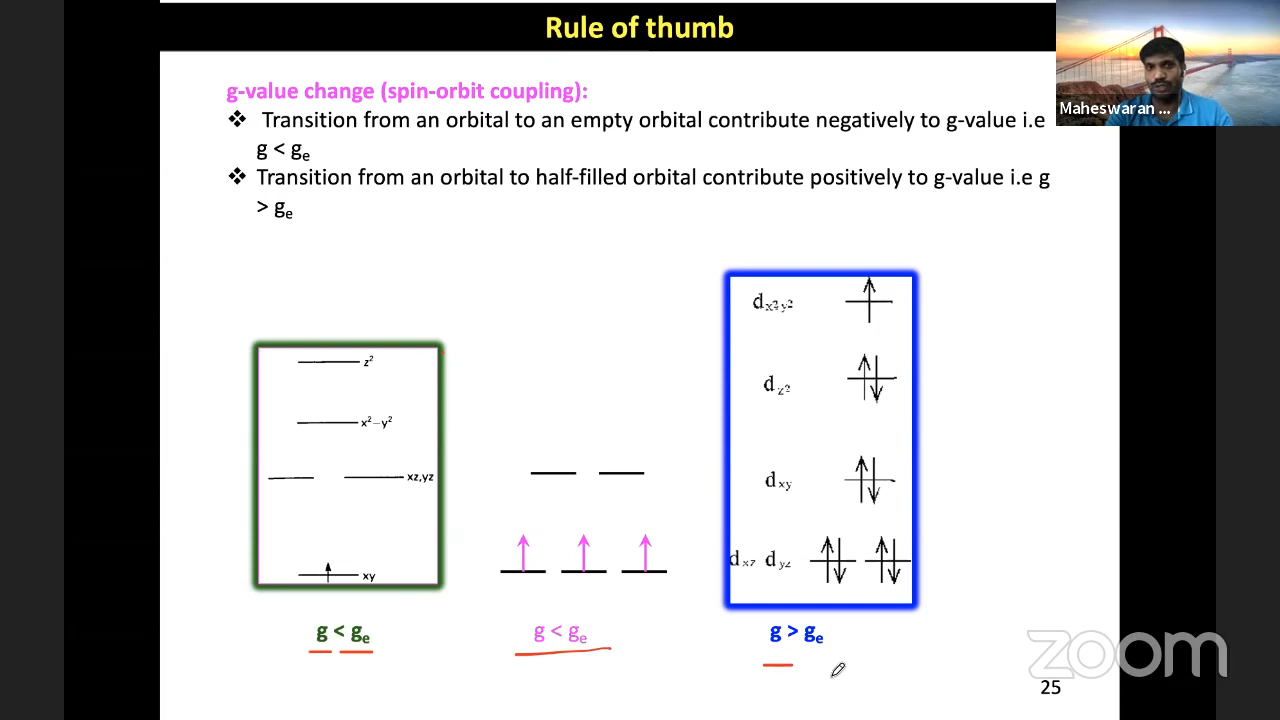 Rule of thumb
Maheswaran ...
g-value change (spin-orbit coupling):
❖ Transition from an orbital to an empty orbital contribute negatively to g-value i.e
g < gₑ
❖ Transition from an orbital to half-filled orbital contribute positively to g-value i.e g
> gₑ
z²
x²–y²
xz,yz
xy
dx²-y²
dz²
dxy
dxz dyz
g < gₑ
g < gₑ
g > gₑ
zoom
25